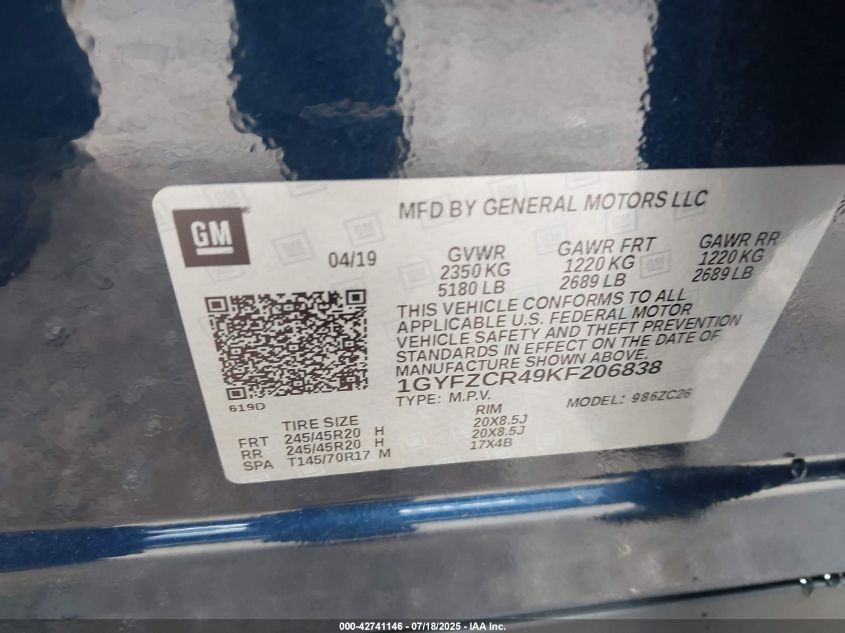 GM
MFD BY GENERAL MOTORS LLC
04/19
GVWR
2350 KG
5180 LB
GAWR FRT
1220 KG
2689 LB
GAWR RR
1220 KG
2689 LB
THIS VEHICLE CONFORMS TO ALL
APPLICABLE U.S. FEDERAL MOTOR
VEHICLE SAFETY AND THEFT PREVENTION
STANDARDS IN EFFECT ON THE DATE OF
MANUFACTURE SHOWN ABOVE.
1GYFZCR49KF206838
TYPE: M.P.V.
MODEL: 986ZC26
619D
TIRE SIZE
RIM
FRT 245/45R20 H 20X8.5J
RR 245/45R20 H 20X8.5J
SPA T145/70R17 M 17X4B
000-42741146 - 07/18/2025 - IAA Inc.